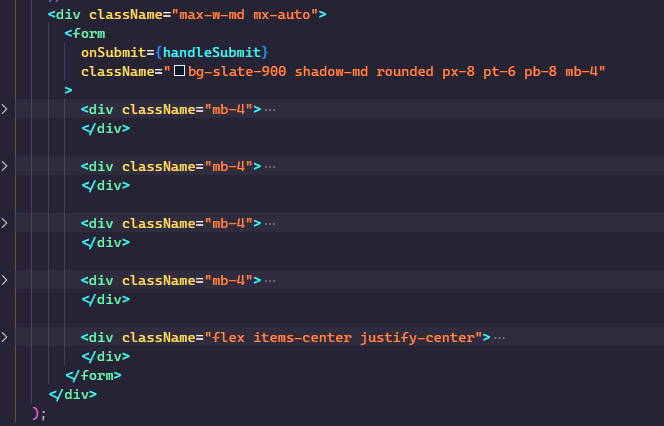 <div className="max-w-md mx-auto">
<form
onSubmit={handleSubmit}
className="bg-slate-900 shadow-md rounded px-8 pt-6 pb-8 mb-4"
>
<div className="mb-4">…
</div>
<div className="mb-4">…
</div>
<div className="mb-4">…
</div>
<div className="mb-4">…
</div>
<div className="flex items-center justify-center">…
</div>
</form>
</div>
);